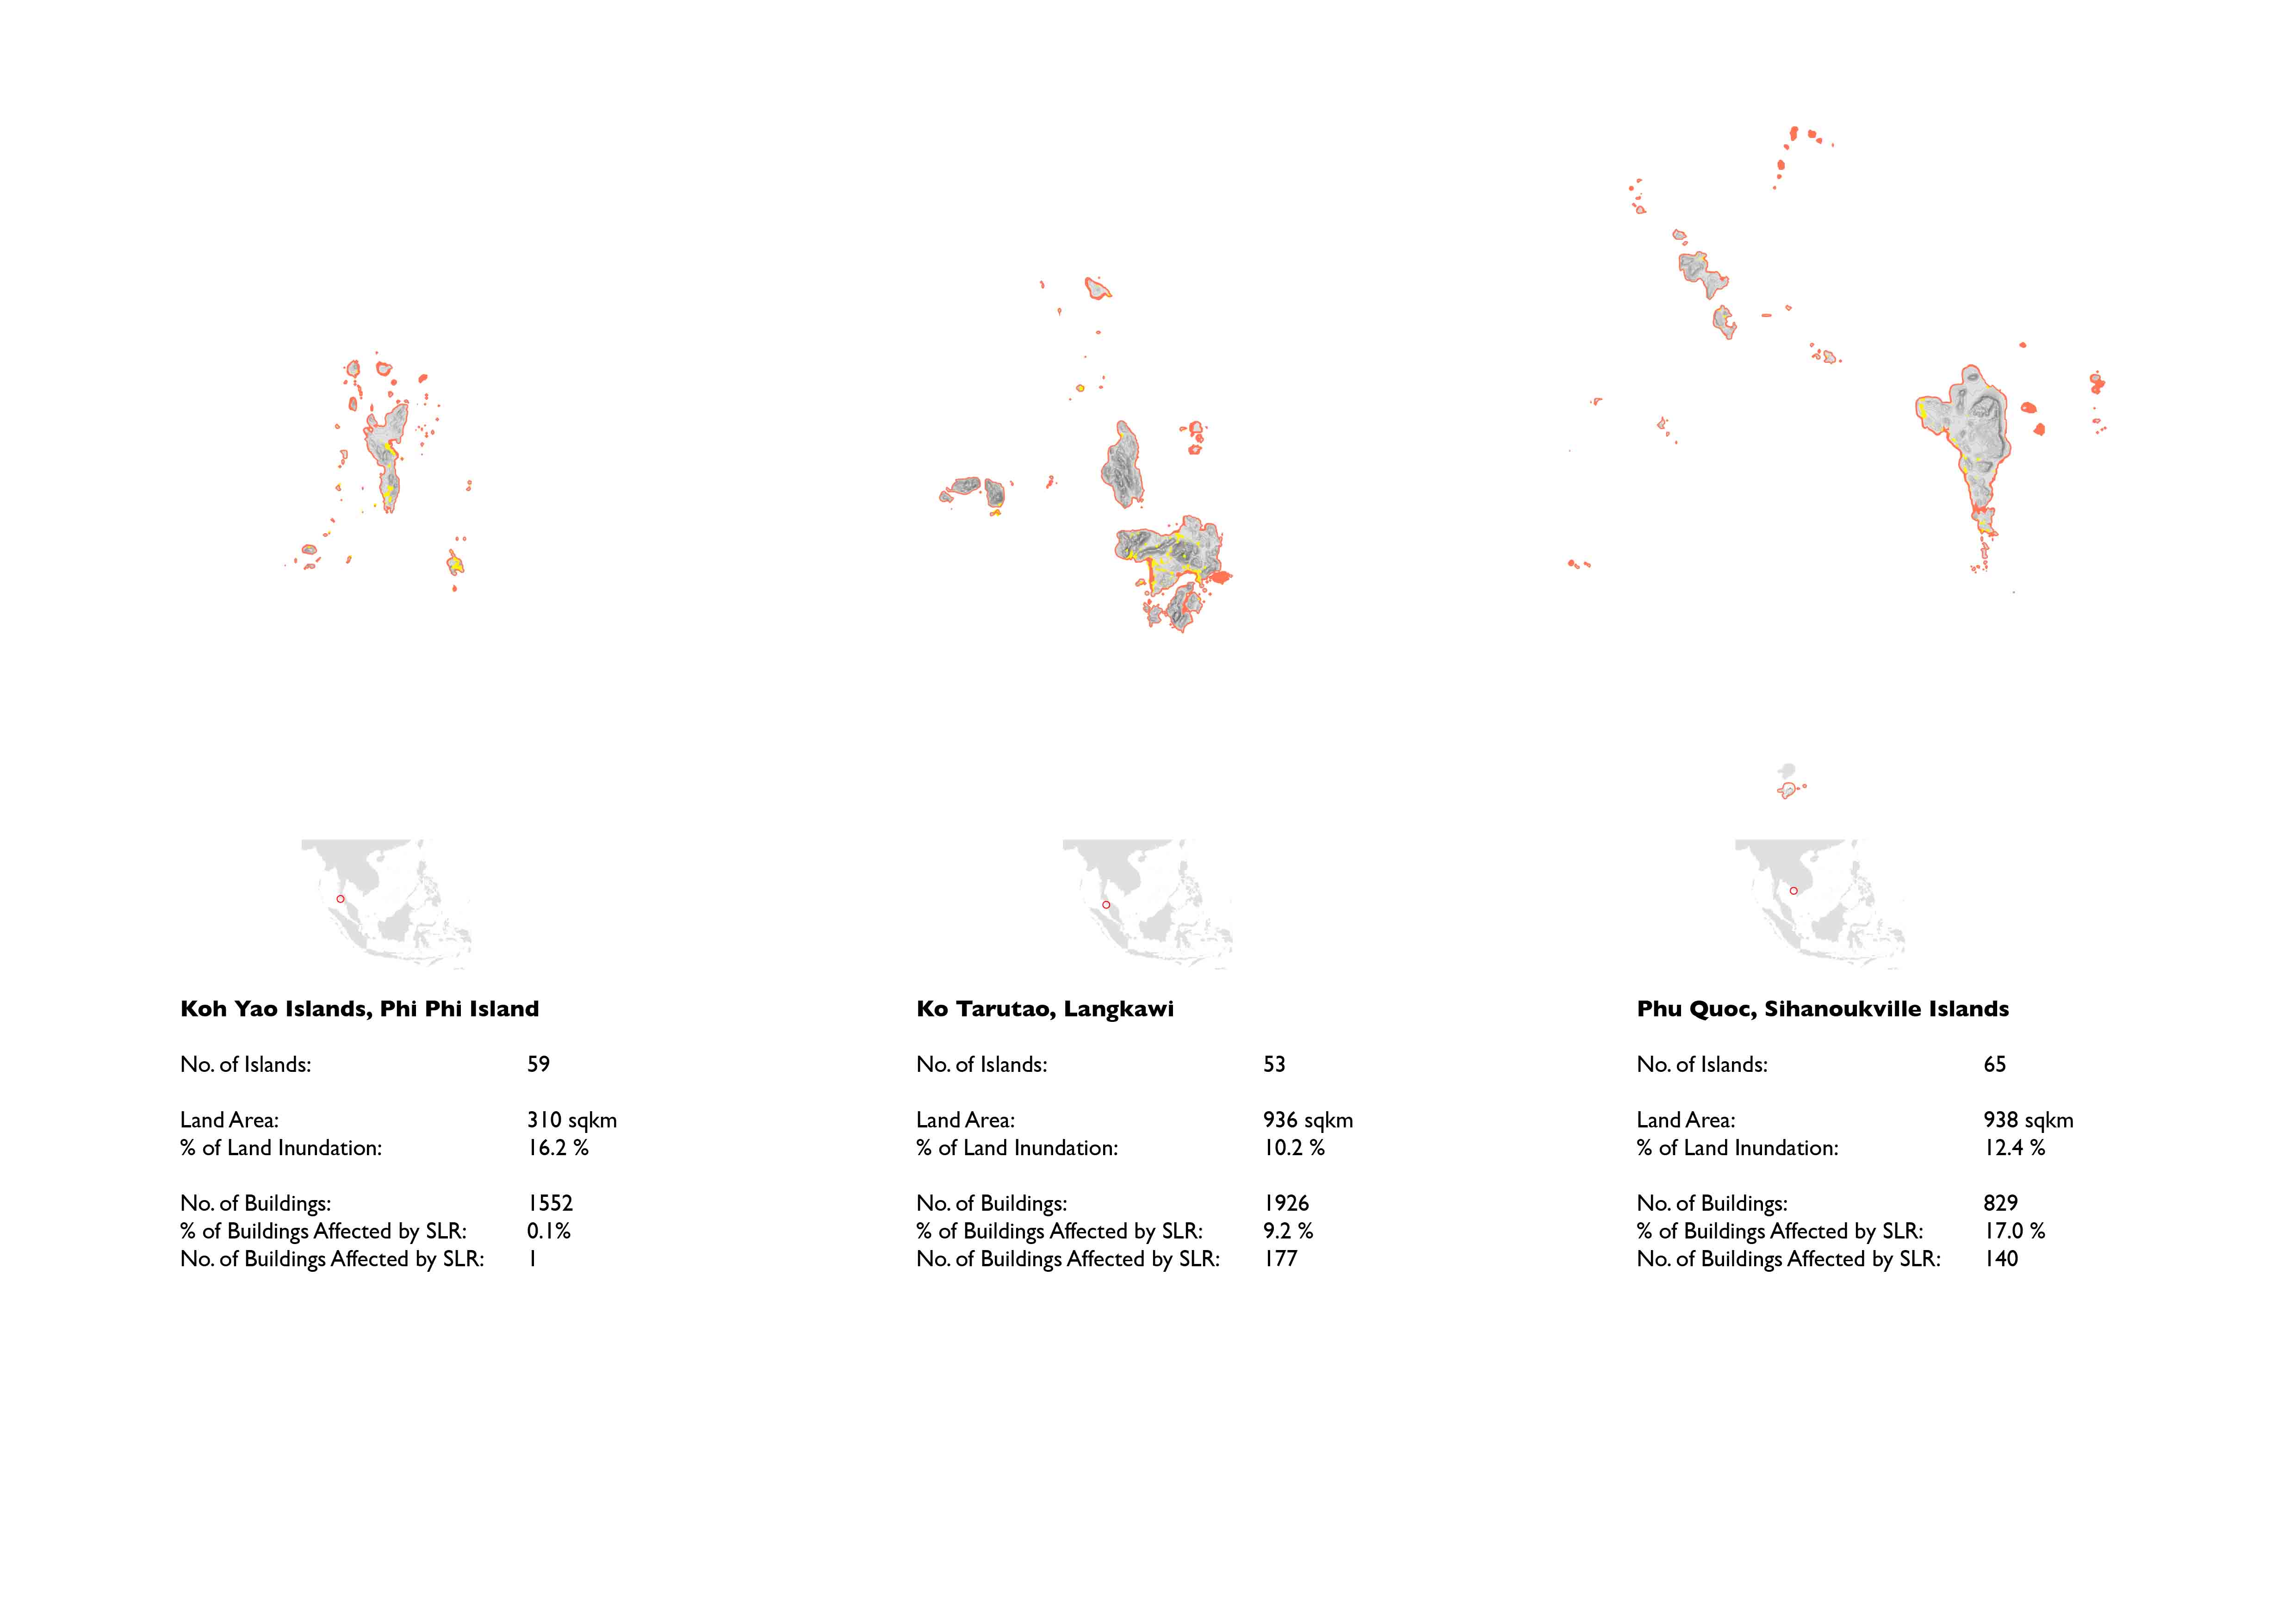 Koh Yao Islands, Phi Phi Island
No. of Islands: 59
Land Area: 310 sqkm
% of Land Inundation: 16.2 %
No. of Buildings: 1552
% of Buildings Affected by SLR: 0.1%
No. of Buildings Affected by SLR: 1
Ko Tarutao, Langkawi
No. of Islands: 53
Land Area: 936 sqkm
% of Land Inundation: 10.2 %
No. of Buildings: 1926
% of Buildings Affected by SLR: 9.2 %
No. of Buildings Affected by SLR: 177
Phu Quoc, Sihanoukville Islands
No. of Islands: 65
Land Area: 938 sqkm
% of Land Inundation: 12.4 %
No. of Buildings: 829
% of Buildings Affected by SLR: 17.0 %
No. of Buildings Affected by SLR: 140